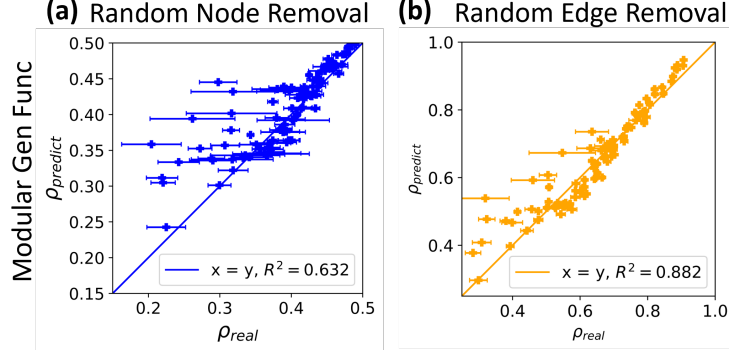 (a) Random Node Removal
(b) Random Edge Removal
Modular Gen Func
ρpredict
0.50
0.45
0.40
0.35
0.30
0.25
0.20
0.15
0.2
0.3
0.4
0.5
x = y, R² = 0.632
ρreal
ρpredict
1.0
0.8
0.6
0.4
0.4
0.6
0.8
1.0
x = y, R² = 0.882
ρreal